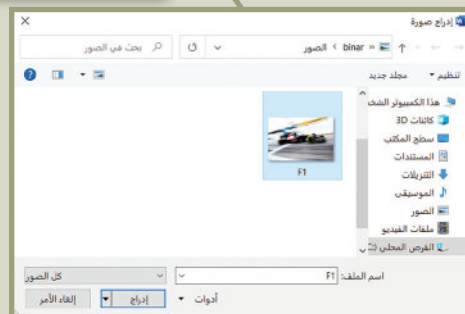 إدراج صورة
الصور ‹ binar «
بحث في الصور
تنظيم
مجلد جديد
هذا الكمبيوتر الشخ
كائنات 3D
سطح المكتب
المستندات
التنزيلات
الموسيقى
الصور
ملفات الفيديو
القرص المحلي (C:
F1
اسم الملف: F1
كل الصور
أدوات
إدراج
إلغاء الأمر